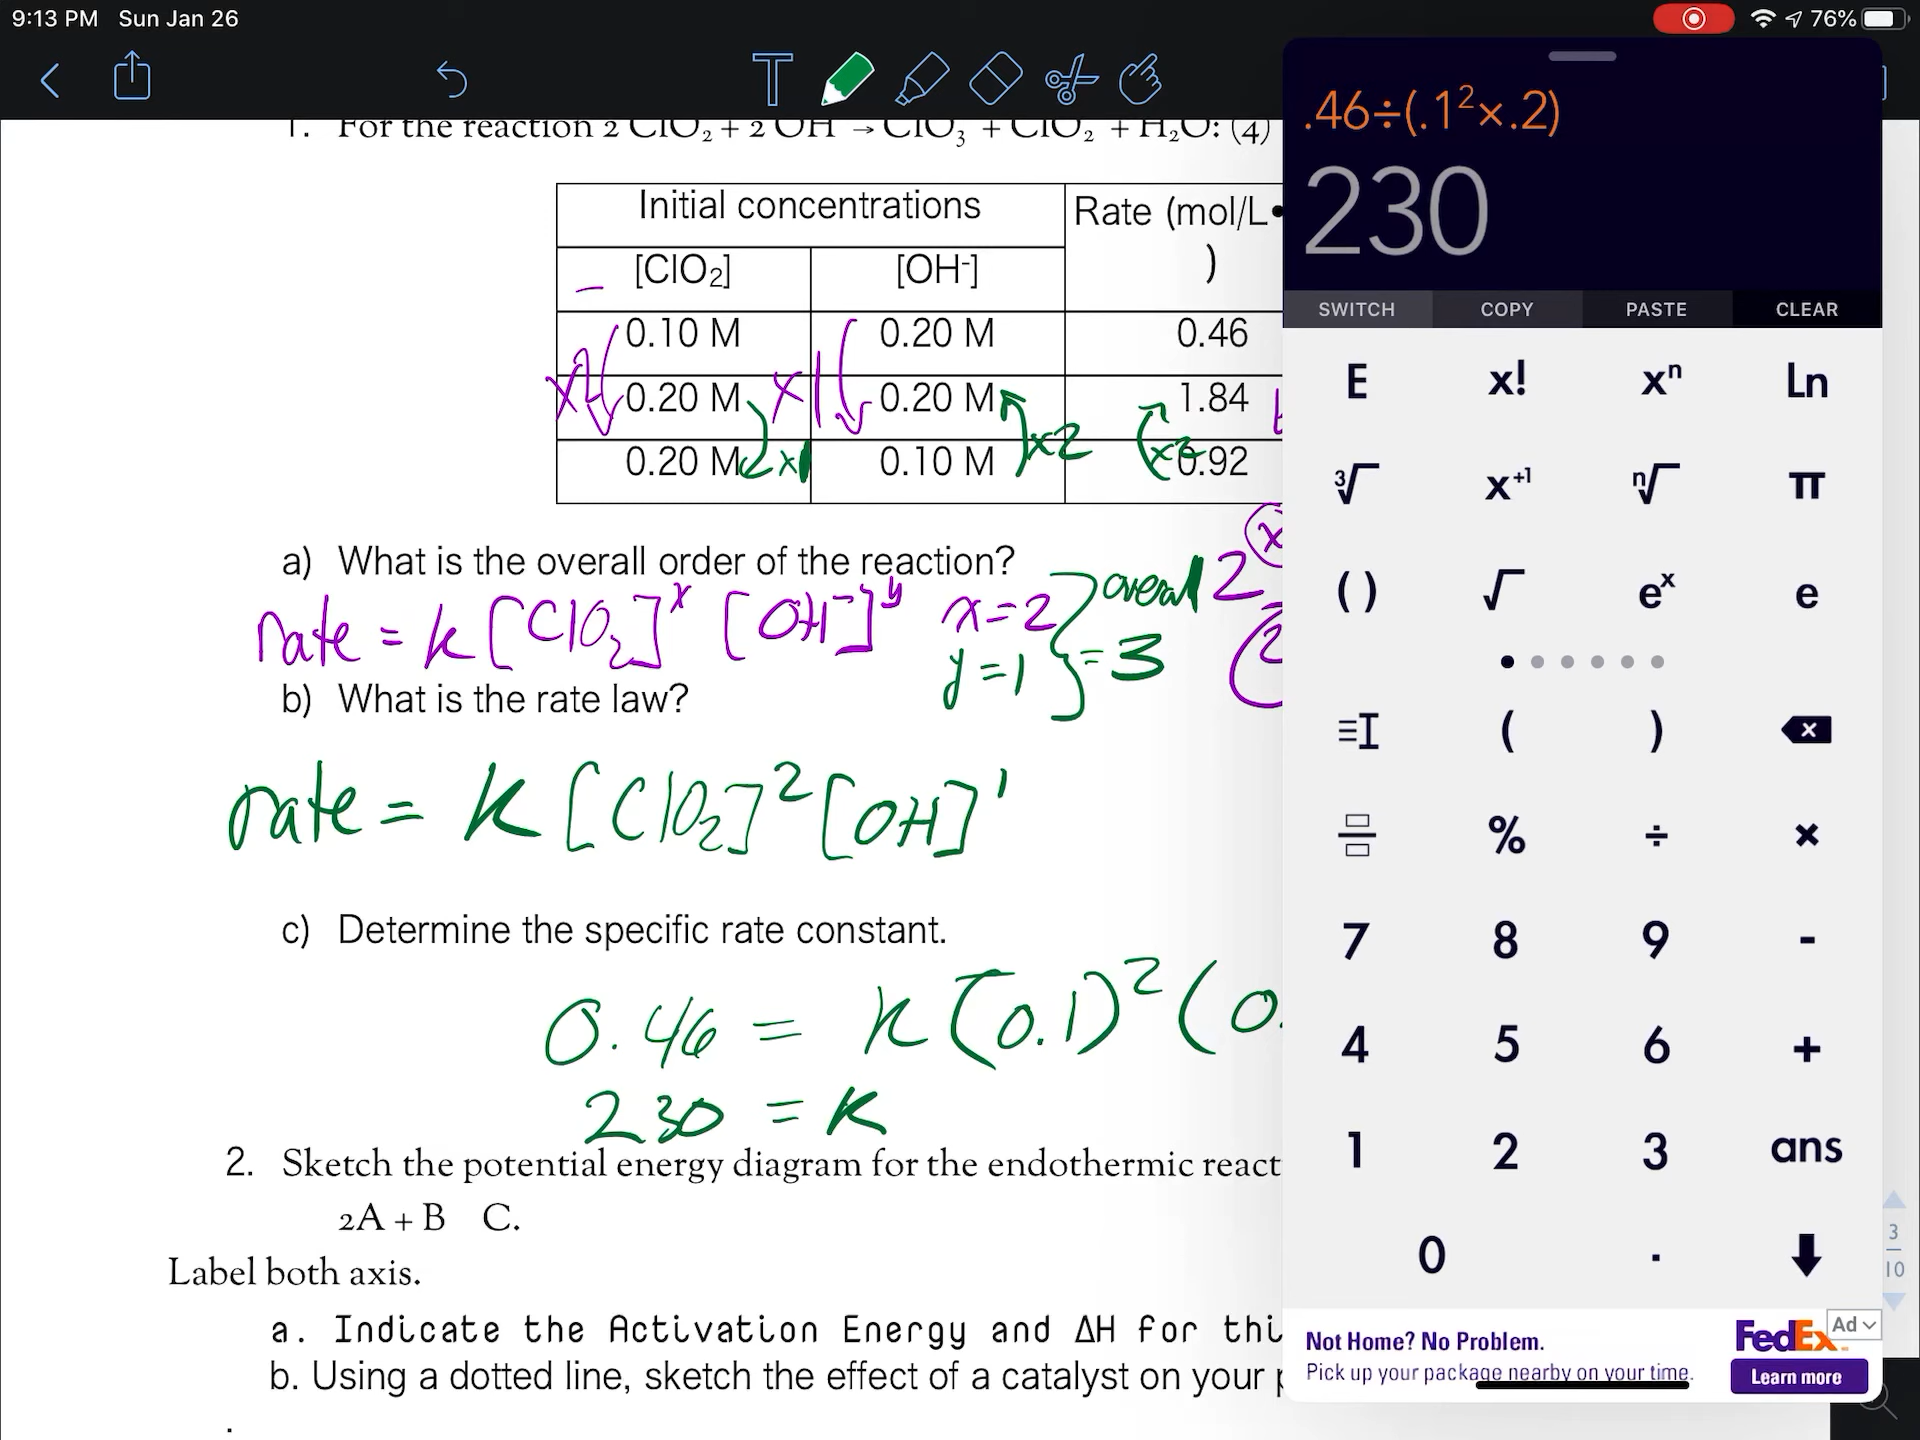 9:13 PM Sun Jan 26
76%
1. For the reaction 2 ClO₂ + 2 OH → ClO₃ + ClO₂ + H₂O: (4)
Initial concentrations
Rate (mol/L•
)
[ClO₂]
[OH⁻]
0.10 M 0.20 M 0.46
x2 x1
0.20 M 0.20 M 1.84
x1 x2 x2
0.20 M 0.10 M 0.92
a) What is the overall order of the reaction?
rate = k [ClO₂]ˣ [OH⁻]ʸ x=2
y=1
overall
=3
2
b) What is the rate law?
rate = k [ClO₂]² [OH]¹
c) Determine the specific rate constant.
0.46 = k (0.1)² (0.
230 = k
2. Sketch the potential energy diagram for the endothermic react
2A + B C.
Label both axis.
a. Indicate the Activation Energy and ΔH for thi
b. Using a dotted line, sketch the effect of a catalyst on your p
.
.46÷(.1²×.2)
230
SWITCH COPY PASTE CLEAR
E x! xⁿ Ln
³√ x⁺¹ ⁿ√ π
( ) √ eˣ e
( )
% ÷ ×
7 8 9 -
4 5 6 +
1 2 3 ans
0 .
3
10
Not Home? No Problem.
Pick up your package nearby on your time.
FedEx.
Ad
Learn more